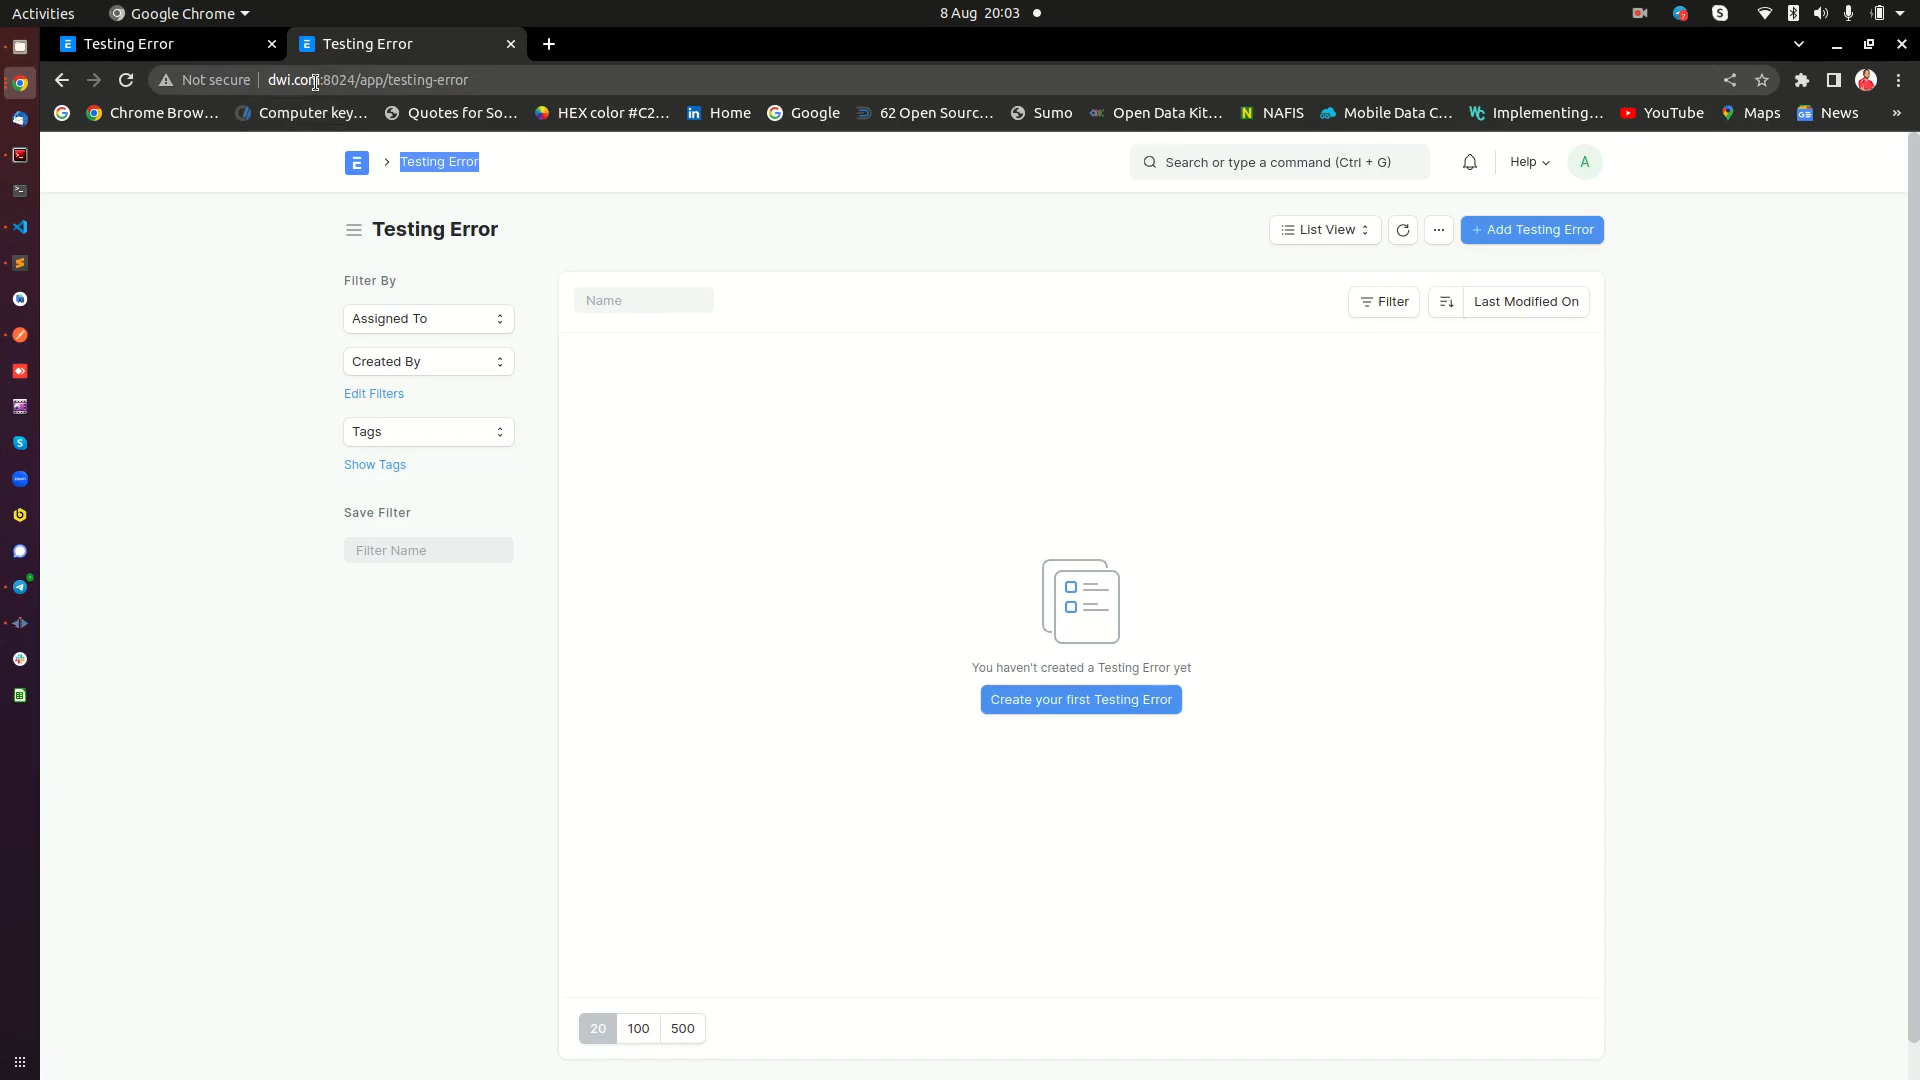 Activities
Google Chrome
8 Aug 20:03
Testing Error
Testing Error
Not secure
dwi.com:8024/app/testing-error
Chrome Brow...
Computer key...
Quotes for So...
HEX color #C2...
Home
Google
62 Open Sourc...
Sumo
Open Data Kit...
NAFIS
Mobile Data C...
Implementing...
YouTube
Maps
News
»
Testing Error
Search or type a command (Ctrl + G)
Help
A
Testing Error
List View
+ Add Testing Error
Filter By
Assigned To
Created By
Edit Filters
Tags
Show Tags
Save Filter
Filter Name
Name
Filter
Last Modified On
You haven't created a Testing Error yet
Create your first Testing Error
20 100 500